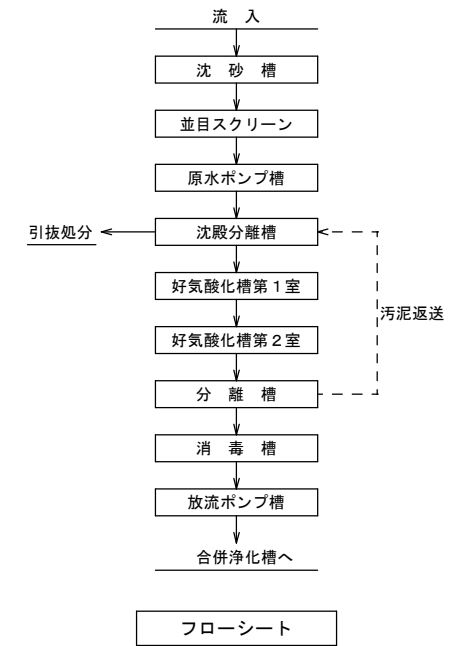 流　入
沈　砂　槽
並目スクリーン
原水ポンプ槽
引抜処分
沈殿分離槽
好気酸化槽第１室
汚泥返送
好気酸化槽第２室
分　離　槽
消　毒　槽
放流ポンプ槽
合併浄化槽へ
フローシート